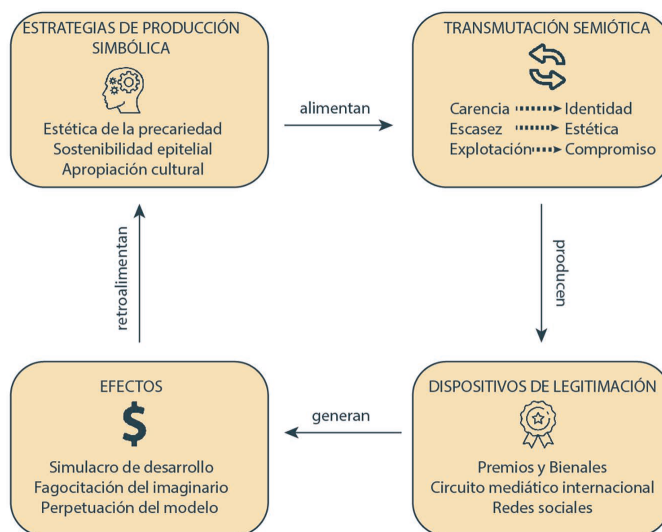 ESTRATEGIAS DE PRODUCCIÓN
SIMBÓLICA
Estética de la precariedad
Sostenibilidad epitelial
Apropiación cultural
alimentan
TRANSMUTACIÓN SEMIÓTICA
Carencia Identidad
Escasez Estética
Explotación Compromiso
producen
DISPOSITIVOS DE LEGITIMACIÓN
Premios y Bienales
Circuito mediático internacional
Redes sociales
generan
EFECTOS
$
Simulacro de desarrollo
Fagocitación del imaginario
Perpetuación del modelo
retroalimentan